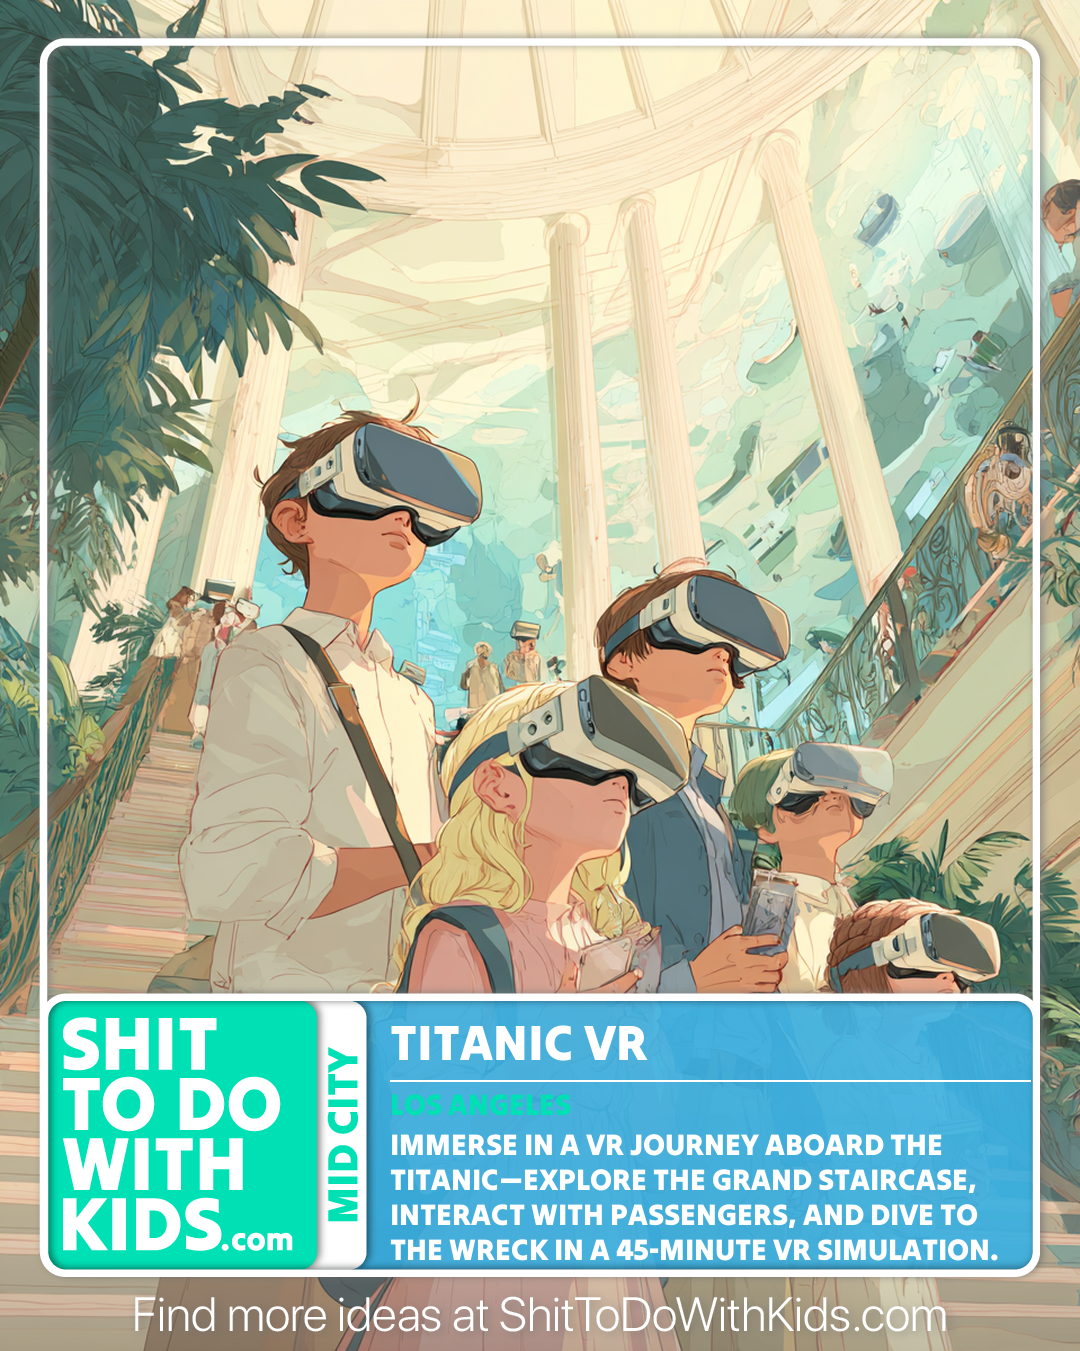 SHIT
TO DO
WITH
KIDS.com
MID CITY
TITANIC VR
LOS ANGELES
IMMERSE IN A VR JOURNEY ABOARD THE
TITANIC—EXPLORE THE GRAND STAIRCASE,
INTERACT WITH PASSENGERS, AND DIVE TO
THE WRECK IN A 45-MINUTE VR SIMULATION.
Find more ideas at ShitToDoWithKids.com